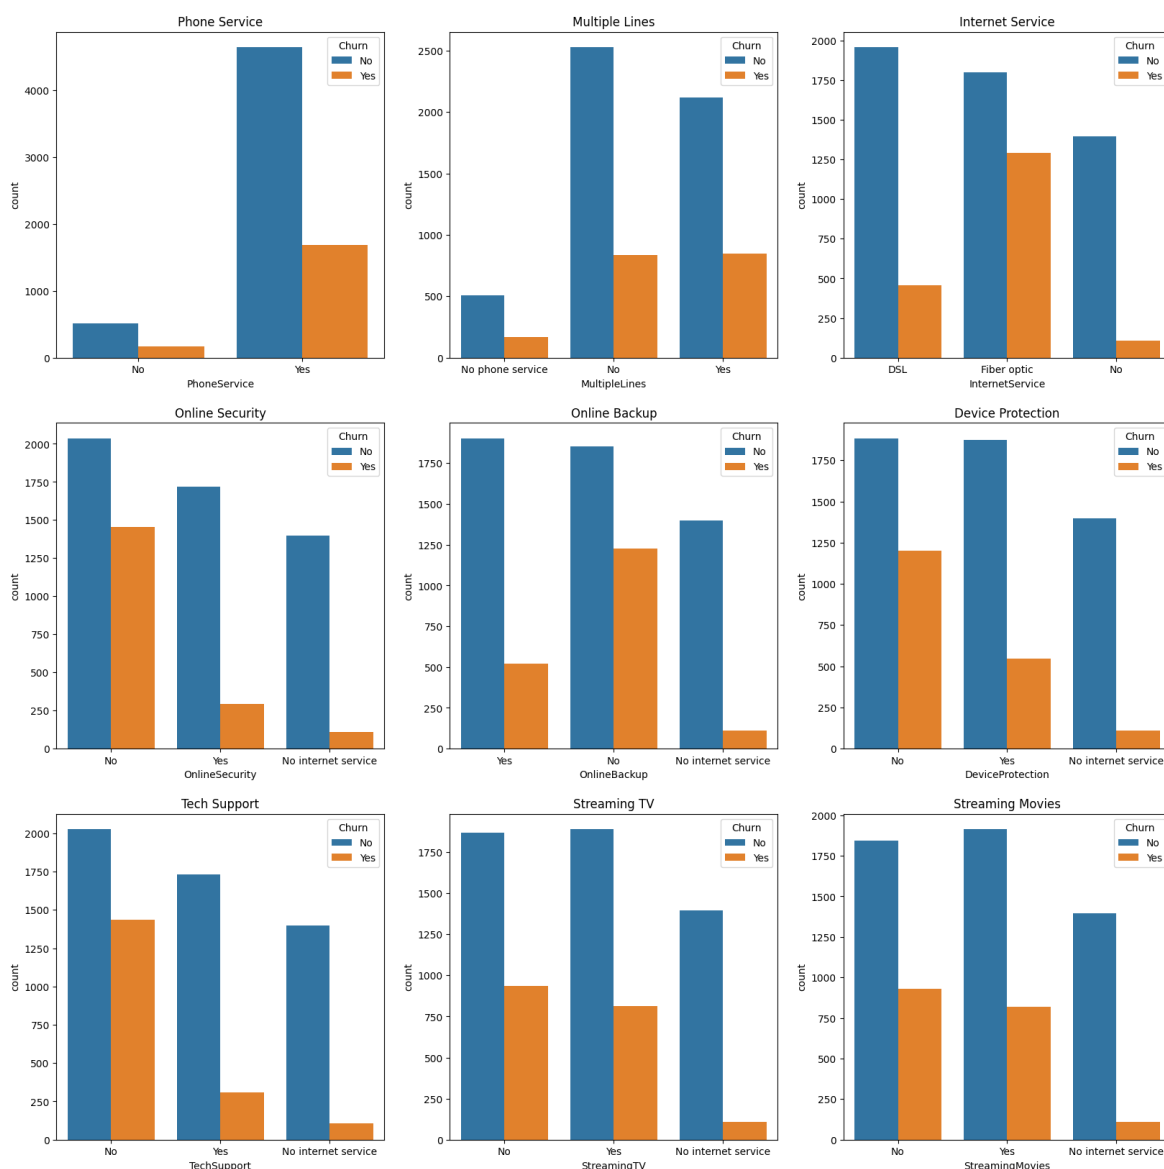 Phone Service
Churn
No
Yes
4000
3000
2000
1000
0
count
No Yes
PhoneService
Multiple Lines
Churn
No
Yes
2500
2000
1500
1000
500
0
count
No phone service No Yes
MultipleLines
Internet Service
Churn
No
Yes
2000
1750
1500
1250
1000
750
500
250
0
count
DSL Fiber optic No
InternetService
Online Security
Churn
No
Yes
2000
1750
1500
1250
1000
750
500
250
0
count
No Yes No internet service
OnlineSecurity
Online Backup
Churn
No
Yes
1750
1500
1250
1000
750
500
250
0
count
Yes No No internet service
OnlineBackup
Device Protection
Churn
No
Yes
1750
1500
1250
1000
750
500
250
0
count
No Yes No internet service
DeviceProtection
Tech Support
Churn
No
Yes
2000
1750
1500
1250
1000
750
500
250
0
count
No Yes No internet service
TechSupport
Streaming TV
Churn
No
Yes
1750
1500
1250
1000
750
500
250
0
count
No Yes No internet service
StreamingTV
Streaming Movies
Churn
No
Yes
2000
1750
1500
1250
1000
750
500
250
0
count
No Yes No internet service
StreamingMovies